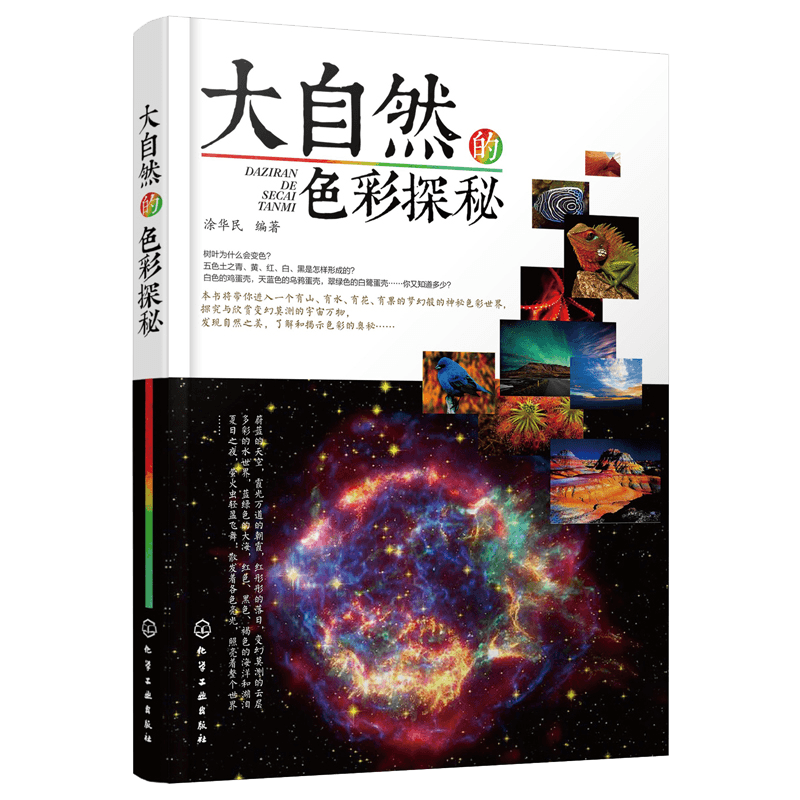 大自然的
DAZIRAN
DE
SECAI
TANMI
色彩探秘
涂华民 编著
树叶为什么会变色?
五色土之青、黄、红、白、黑是怎样形成的?
白色的鸡蛋壳,天蓝色的乌鸦蛋壳,翠绿色的白鹭蛋壳……你又知道多少?
本书将带你进入一个有山、有水、有花、有果的梦幻般的神秘色彩世界,
探究与欣赏变幻莫测的宇宙万物,
发现自然之美,了解和揭示色彩的奥秘……
蔚蓝的天空,霞光万道的朝霞,红彤彤的落日,变幻莫测的云层,
多彩的水世界,蓝绿色的大海,红色、黑色、褐色的海洋和湖泊
夏日之夜,萤火虫轻盈飞舞,散发着各色亮光,照亮着整个世界
……
化学工业出版社
大自然的色彩探秘
化学工业出版社